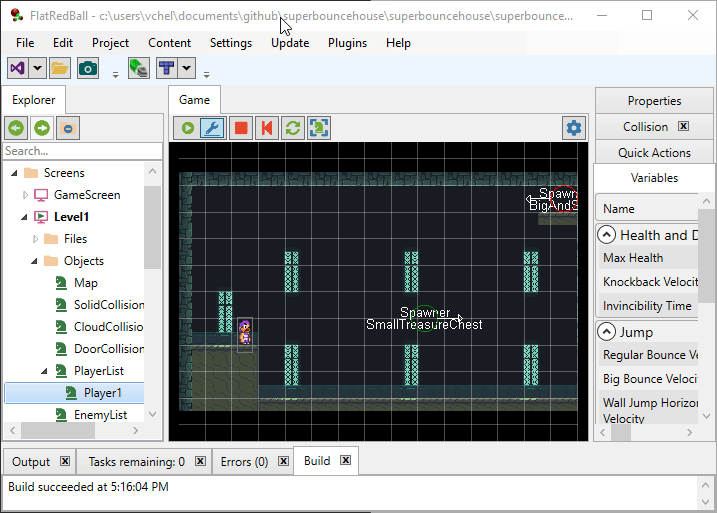 FlatRedBall - c:\users\vchel\documents\github\superbouncehouse\superbouncehouse\superbounce...
File Edit Project Content Settings Update Plugins Help
Explorer
Game
Properties
Collision
Quick Actions
Variables
Search...
Screens
GameScreen
Level1
Files
Objects
Map
SolidCollision
CloudCollisio
DoorCollision
PlayerList
Player1
EnemyList
Spawn
BigAndS
Spawner
SmallTreasureChest
Name
Health and D
Max Health
Knockback Velocit
Invincibility Time
Jump
Regular Bounce Ve
Big Bounce Velocit
Wall Jump Horizon
Velocity
Output Tasks remaining: 0 Errors (0) Build
Build succeeded at 5:16:04 PM